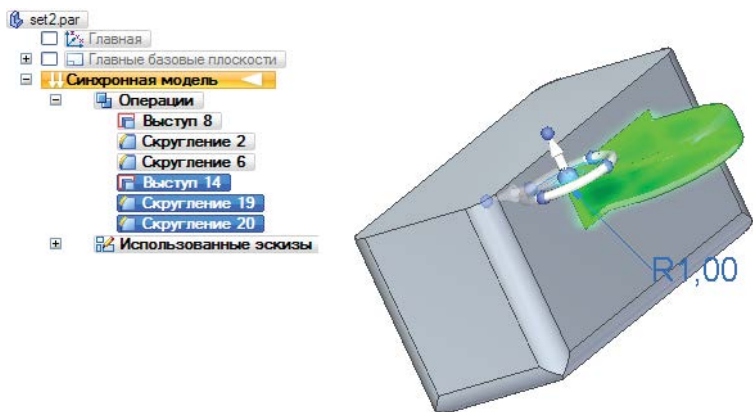 set2.par
Главная
Главные базовые плоскости
Синхронная модель
Операции
Выступ 8
Скругление 2
Скругление 6
Выступ 14
Скругление 19
Скругление 20
Использованные эскизы
R1,00